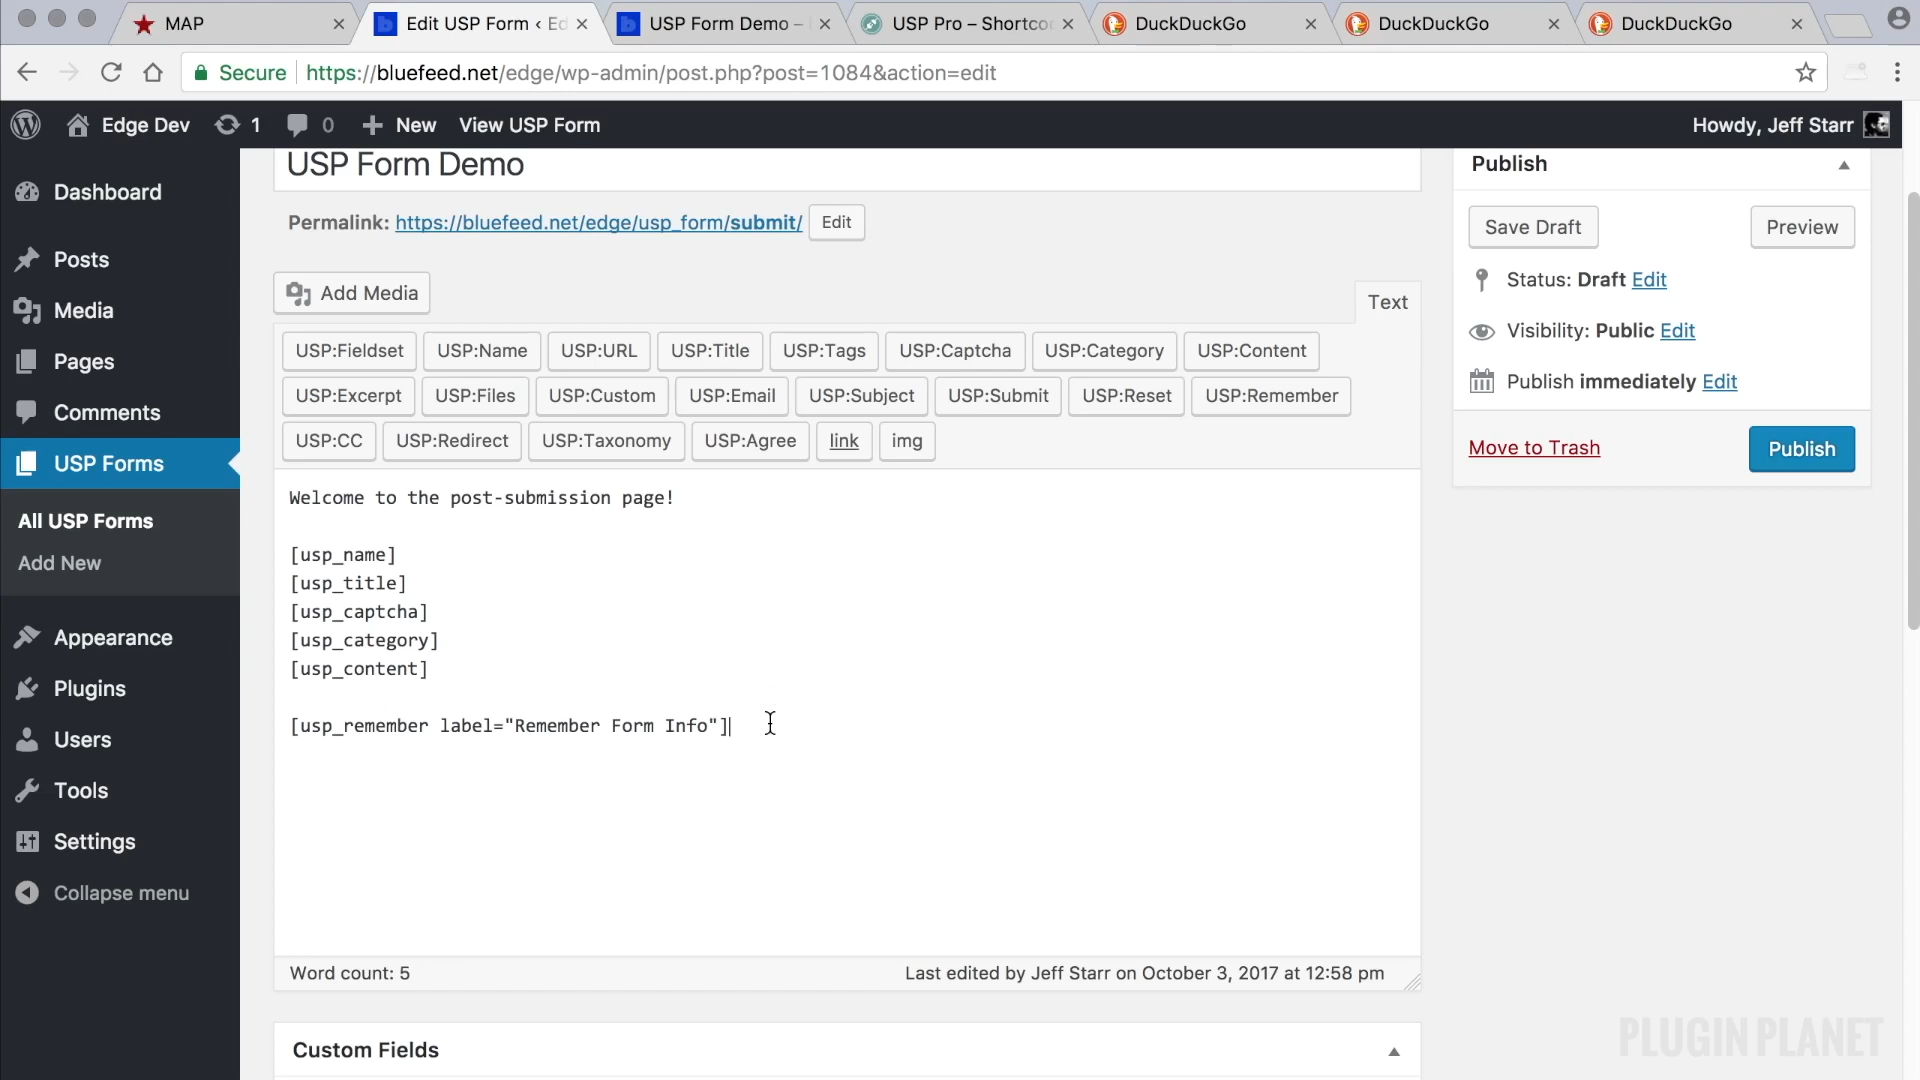 MAP
Edit USP Form ‹ Ed
USP Form Demo –
USP Pro – Shortco
DuckDuckGo
DuckDuckGo
DuckDuckGo
Secure https://bluefeed.net/edge/wp-admin/post.php?post=1084&action=edit
Edge Dev 1 0 New View USP Form Howdy, Jeff Starr
Dashboard
Posts
Media
Pages
Comments
USP Forms
All USP Forms
Add New
Appearance
Plugins
Users
Tools
Settings
Collapse menu
USP Form Demo
Permalink: https://bluefeed.net/edge/usp_form/submit/ Edit
Add Media
Text
USP:Fieldset USP:Name USP:URL USP:Title USP:Tags USP:Captcha USP:Category USP:Content
USP:Excerpt USP:Files USP:Custom USP:Email USP:Subject USP:Submit USP:Reset USP:Remember
USP:CC USP:Redirect USP:Taxonomy USP:Agree link img
Welcome to the post-submission page!
[usp_name]
[usp_title]
[usp_captcha]
[usp_category]
[usp_content]
[usp_remember label="Remember Form Info"]
Word count: 5 Last edited by Jeff Starr on October 3, 2017 at 12:58 pm
Custom Fields
Publish
Save Draft Preview
Status: Draft Edit
Visibility: Public Edit
Publish immediately Edit
Move to Trash Publish
PLUGIN PLANET